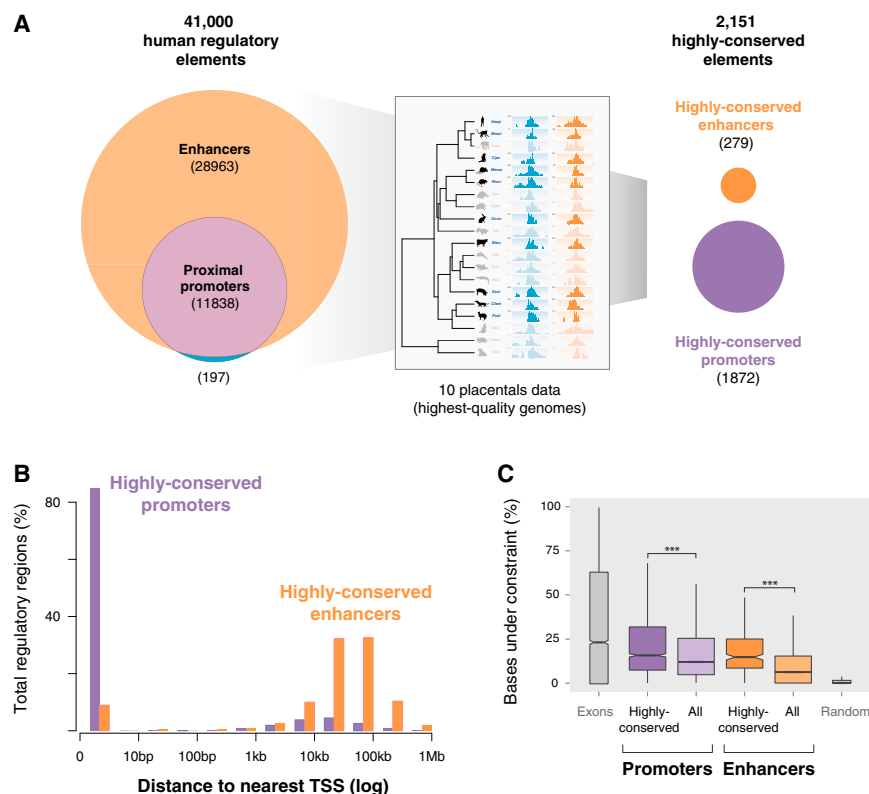 A
41,000
human regulatory
elements
Enhancers
(28963)
Proximal
promoters
(11838)
(197)
10 placentals data
(highest-quality genomes)
2,151
highly-conserved
elements
Highly-conserved
enhancers
(279)
Highly-conserved
promoters
(1872)
B
Total regulatory regions (%)
80
40
Highly-conserved
promoters
Highly-conserved
enhancers
0 10bp 100bp 1kb 10kb 100kb 1Mb
Distance to nearest TSS (log)
C
Bases under constraint (%)
100
75
50
25
0
*** ***
Exons Highly-conserved All Highly-conserved All Random
Promoters Enhancers